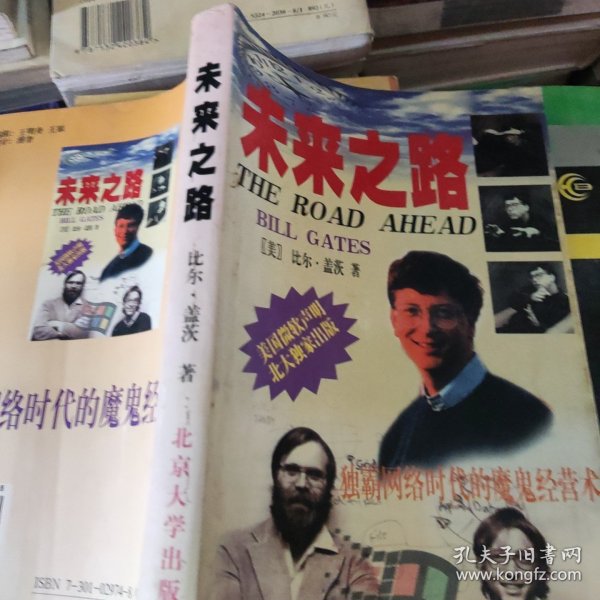 未来之路
THE ROAD AHEAD
BILL GATES
〔美〕 比尔·盖茨 著
美国微软声明
北大独家出版
独霸网络时代的魔鬼经营术
未来之路
比尔·盖茨 著
北京大学出版
未来之路
THE ROAD AHEAD
BILL GATES
络时代的魔鬼经
ISBN 7-301-02974-8
孔夫子旧书网
www.kongfz.com